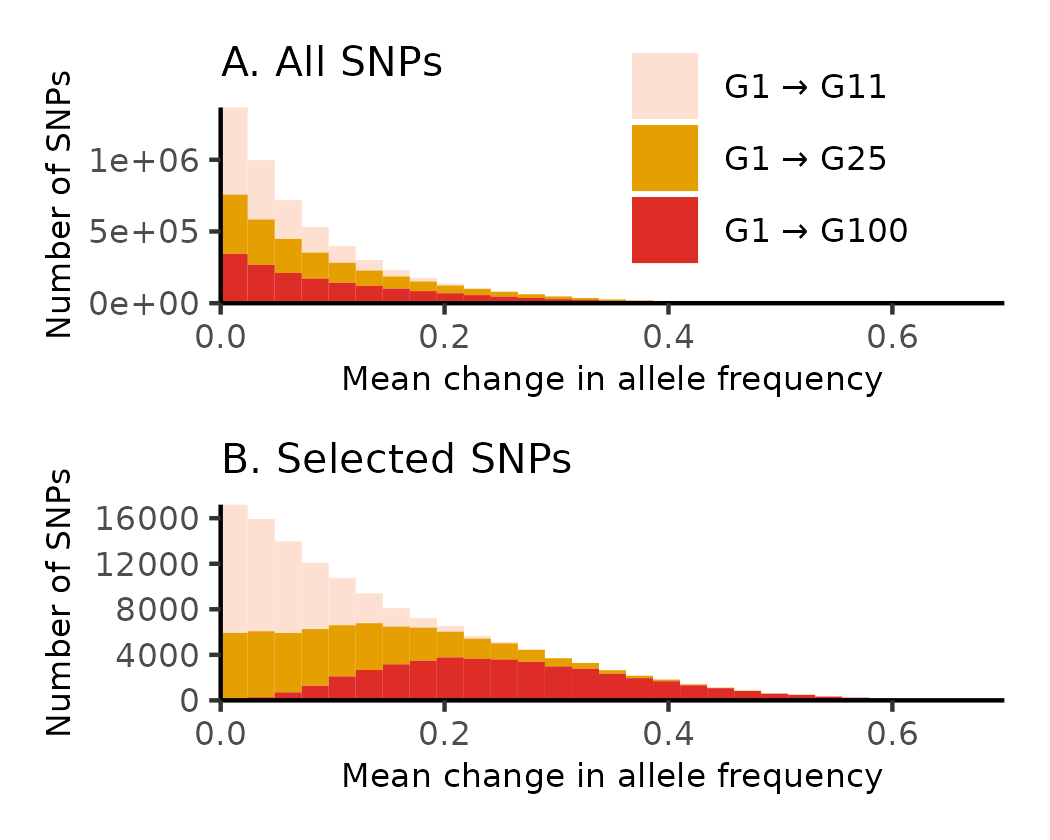 A. All SNPs
G1 → G11
G1 → G25
G1 → G100
Number of SNPs
1e+06
5e+05
0e+00
0.0 0.2 0.4 0.6
Mean change in allele frequency
B. Selected SNPs
Number of SNPs
16000
12000
8000
4000
0
0.0 0.2 0.4 0.6
Mean change in allele frequency